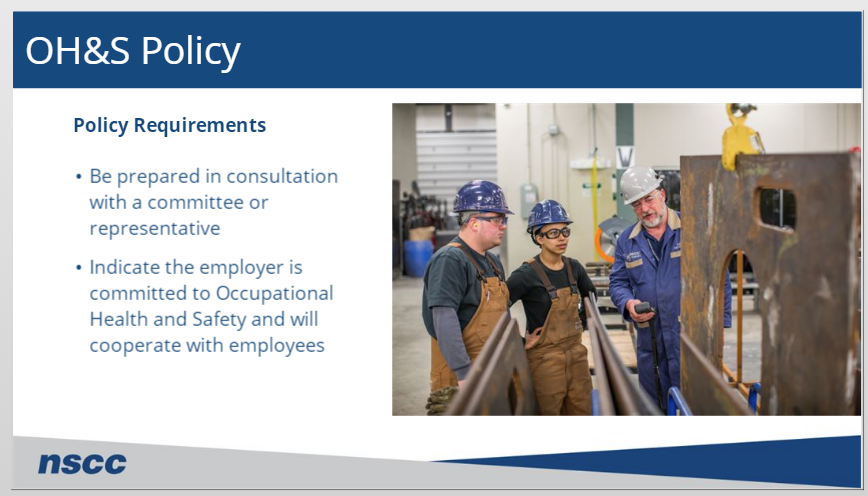 OH&S Policy
Policy Requirements
• Be prepared in consultation
with a committee or
representative
• Indicate the employer is
committed to Occupational
Health and Safety and will
cooperate with employees
W
nscc